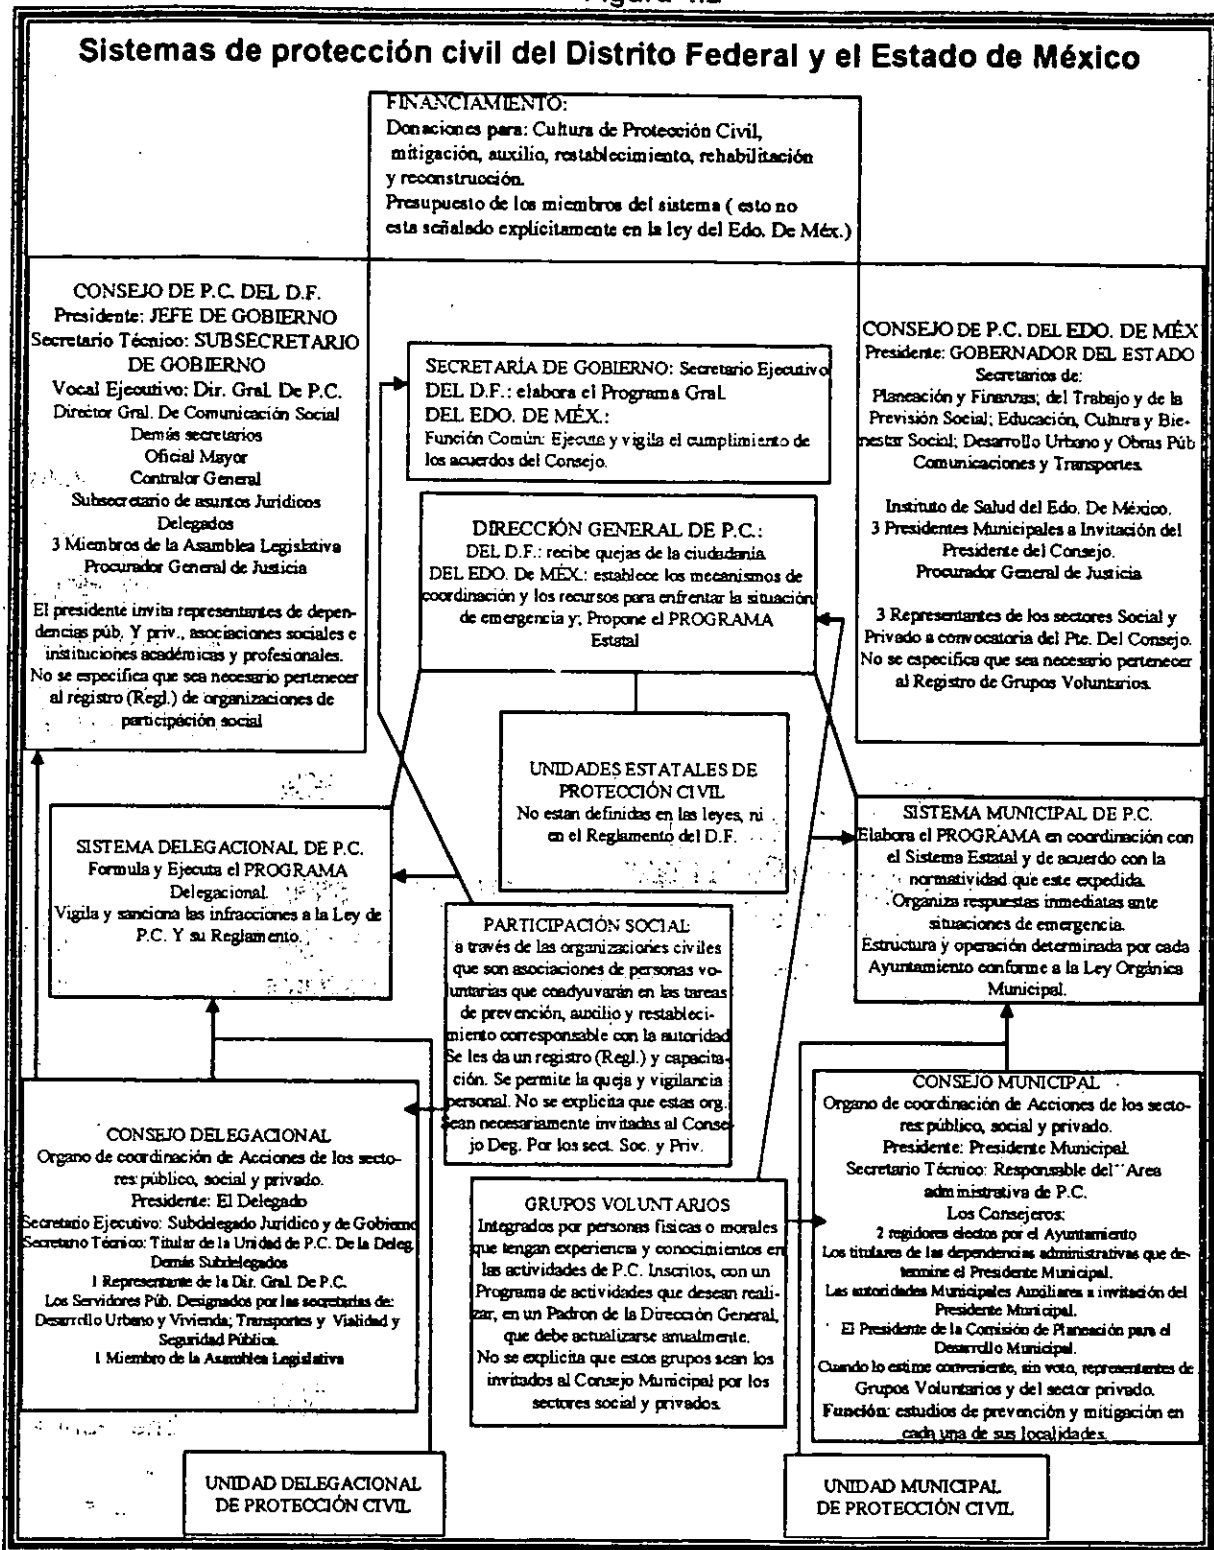 Sistemas de protección civil del Distrito Federal y el Estado de México
FINANCIAMIENTO:
Donaciones para: Cultura de Protección Civil,
mitigación, auxilio, restablecimiento, rehabilitación
y reconstrucción.
Presupuesto de los miembros del sistema ( esto no
esta señalado explícitamente en la ley del Edo. De Méx.)
CONSEJO DE P.C. DEL D.F.
Presidente: JEFE DE GOBIERNO
Secretario Técnico: SUBSECRETARIO
DE GOBIERNO
Vocal Ejecutivo: Dir. Gral. De P.C.
Director Gral. De Comunicación Social
Demás secretarios
Oficial Mayor
Contralor General
Subsecretario de asuntos Jurídicos
Delegados
3 Miembros de la Asamblea Legislativa
Procurador General de Justicia
El presidente invita representantes de depen-
dencias púb. Y priv., asociaciones sociales e
instituciones académicas y profesionales.
No se especifica que sea necesario pertenecer
al registro (Regl.) de organizaciones de
participación social
SECRETARÍA DE GOBIERNO: Secretario Ejecutivo
DEL D.F.: elabora el Programa Gral.
DEL EDO. DE MÉX.:
Función Común: Ejecuta y vigila el cumplimiento de
los acuerdos del Consejo.
CONSEJO DE P.C. DEL EDO. DE MÉX
Presidente: GOBERNADOR DEL ESTADO
Secretarios de:
Planeación y Finanzas; del Trabajo y de la
Previsión Social; Educación, Cultura y Bie-
nestar Social; Desarrollo Urbano y Obras Púb
Comunicaciones y Transportes.
Instituto de Salud del Edo. De México.
3 Presidentes Municipales a Invitación del
Presidente del Consejo.
Procurador General de Justicia
3 Representantes de los sectores Social y
Privado a convocatoria del Pte. Del Consejo.
No se especifica que sea necesario pertenecer
al Registro de Grupos Voluntarios.
DIRECCIÓN GENERAL DE P.C.:
DEL D.F.: recibe quejas de la ciudadanía
DEL EDO. De MÉX.: establece los mecanismos de
coordinación y los recursos para enfrentar la situación
de emergencia y; Propone el PROGRAMA
Estatal
UNIDADES ESTATALES DE
PROTECCIÓN CIVIL
No estan definidas en las leyes, ni
en el Reglamento del D.F.
SISTEMA DELEGACIONAL DE P.C.
Formula y Ejecuta el PROGRAMA
Delegacional.
Vigila y sanciona las infracciones a la Ley de
P.C. Y su Reglamento.
SISTEMA MUNICIPAL DE P.C.
Elabora el PROGRAMA en coordinación con
el Sistema Estatal y de acuerdo con la
normatividad que este expedida.
Organiza respuestas inmediatas ante
situaciones de emergencia.
Estructura y operación determinada por cada
Ayuntamiento conforme a la Ley Orgánica
Municipal.
PARTICIPACIÓN SOCIAL
a través de las organizaciones civiles
que son asociaciones de personas vo-
luntarias que coadyuvarán en las tareas
de prevención, auxilio y restableci-
miento corresponsable con la autoridad
Se les da un registro (Regl.) y capacita-
ción. Se permite la queja y vigilancia
personal. No se explicita que estas org.
Sean necesariamente invitadas al Conse-
jo Deg. Por los sect. Soc. y Priv.
CONSEJO DELEGACIONAL
Organo de coordinación de Acciones de los secto-
res: público, social y privado.
Presidente: El Delegado
Secretario Ejecutivo: Subdelegado Jurídico y de Gobierno
Secretario Técnico: Titular de la Unidad de P.C. De la Deleg.
Demás Subdelegados
1 Representante de la Dir. Gral. De P.C.
Los Servidores Púb. Designados por las secretarías de:
Desarrollo Urbano y Vivienda; Transportes y Vialidad y
Seguridad Pública.
1 Miembro de la Asamblea Legislativa
GRUPOS VOLUNTARIOS
Integrados por personas físicas o morales
que tengan experiencia y conocimientos en
las actividades de P.C. Inscritos, con un
Programa de actividades que desean reali-
zar, en un Padron de la Dirección General,
que debe actualizarse anualmente.
No se explicita que estos grupos sean los
invitados al Consejo Municipal por los
sectores social y privados.
CONSEJO MUNICIPAL
Organo de coordinación de Acciones de los secto-
res: público, social y privado.
Presidente: Presidente Municipal.
Secretario Técnico: Responsable del Area
administrativa de P.C.
Los Consejeros:
2 regidores electos por el Ayuntamiento
Los titulares de las dependencias administrativas que de-
termine el Presidente Municipal.
Las autoridades Municipales Auxiliares a invitación del
Presidente Municipal.
El Presidente de la Comisión de Planeación para el
Desarrollo Municipal.
Cuando lo estime conveniente, sin voto, representantes de
Grupos Voluntarios y del sector privado.
Función: estudios de prevención y mitigación en
cada una de sus localidades.
UNIDAD DELEGACIONAL
DE PROTECCIÓN CIVIL
UNIDAD MUNICIPAL
DE PROTECCIÓN CIVIL